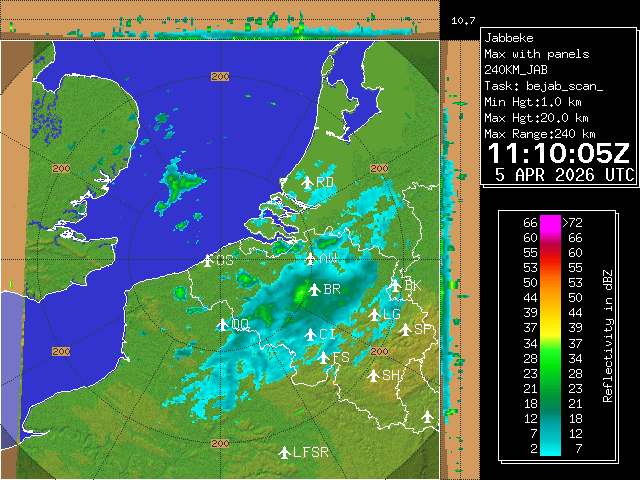 10.7
Jabbeke
Max with panels
240KM_JAB
Task: bejab_scan_
Min Hgt:1.0 km
Max Hgt:20.0 km
Max Range:240 km
11:10:05Z
5 APR 2026 UTC
200
200
200
RD
OS
BR
BK
LG
SP
CI
FS
SH
200
200
200
LFSR
66 >72
60 66
55 60
53 55
50 53
44 50
39 44
37 39
34 37
28 34
23 28
21 23
18 21
12 18
7 12
2 7
Reflectivity in dBZ